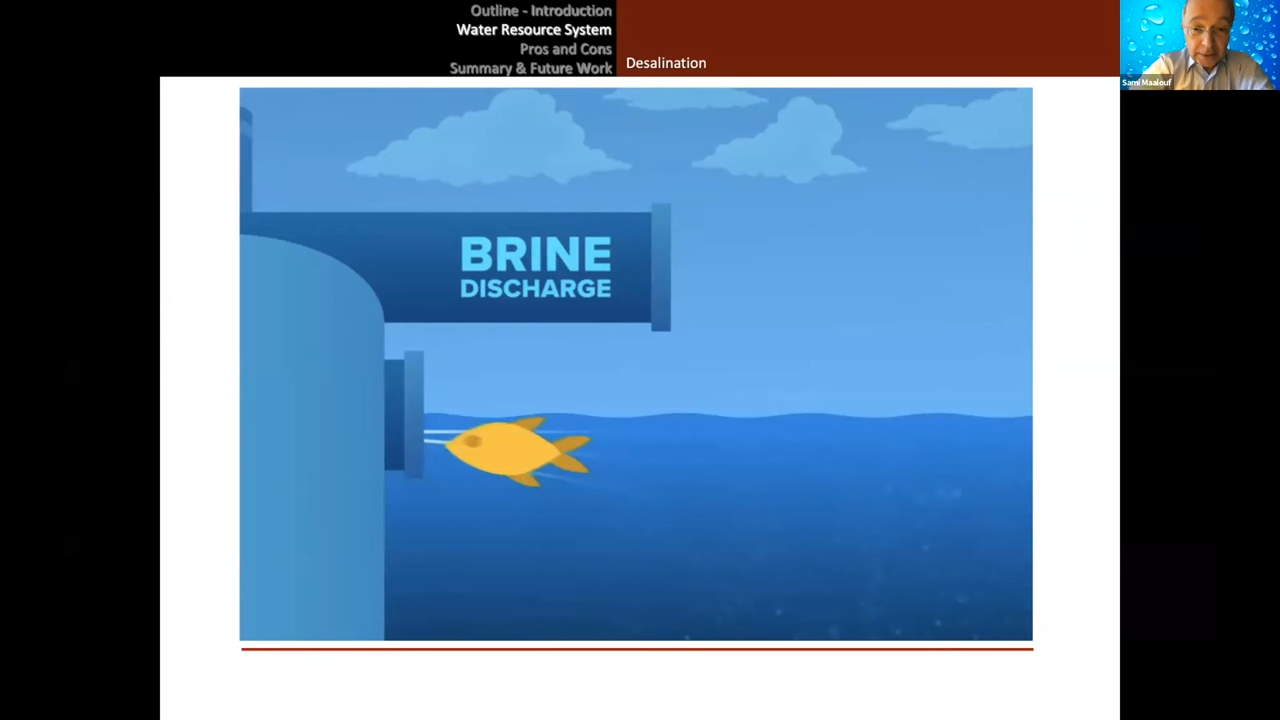 Outline - Introduction
Water Resource System
Pros and Cons
Summary & Future Work
Desalination
Sami Maalouf
BRINE
DISCHARGE